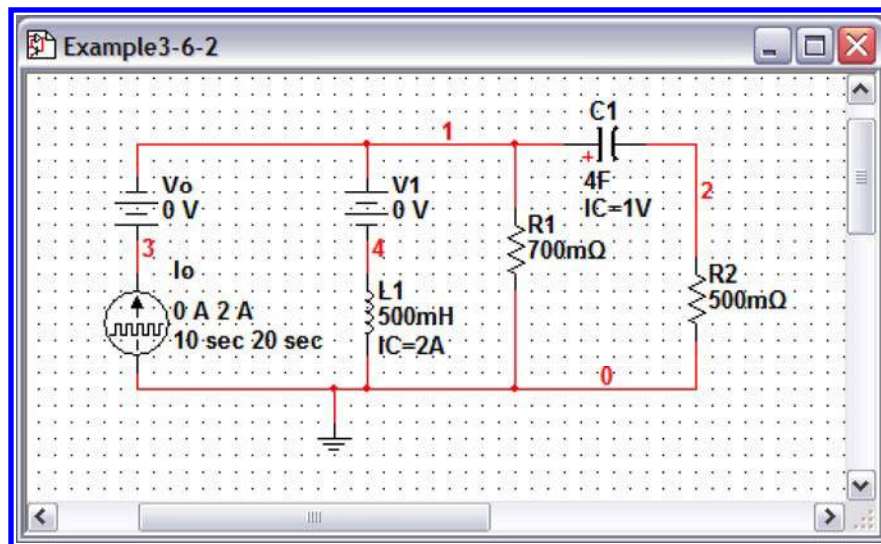 Example3-6-2
1
C1
+
4F
IC=1V
2
Vo
0 V
V1
0 V
R1
700mΩ
3
4
Io
0 A 2 A
10 sec 20 sec
L1
500mH
IC=2A
R2
500mΩ
0